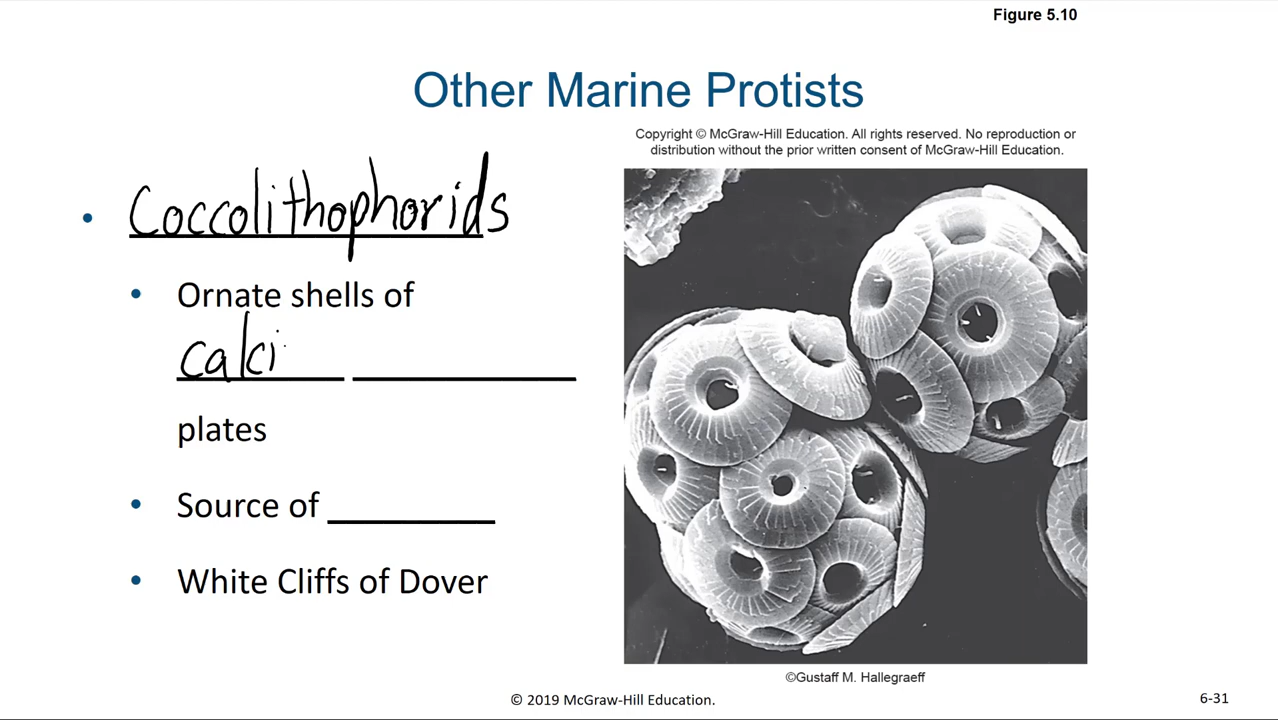 Figure 5.10
Other Marine Protists
Copyright © McGraw-Hill Education. All rights reserved. No reproduction or
distribution without the prior written consent of McGraw-Hill Education.
• Coccolithophorids
• Ornate shells of
calci
plates
• Source of
• White Cliffs of Dover
©Gustaff M. Hallegraeff
© 2019 McGraw-Hill Education.
6-31